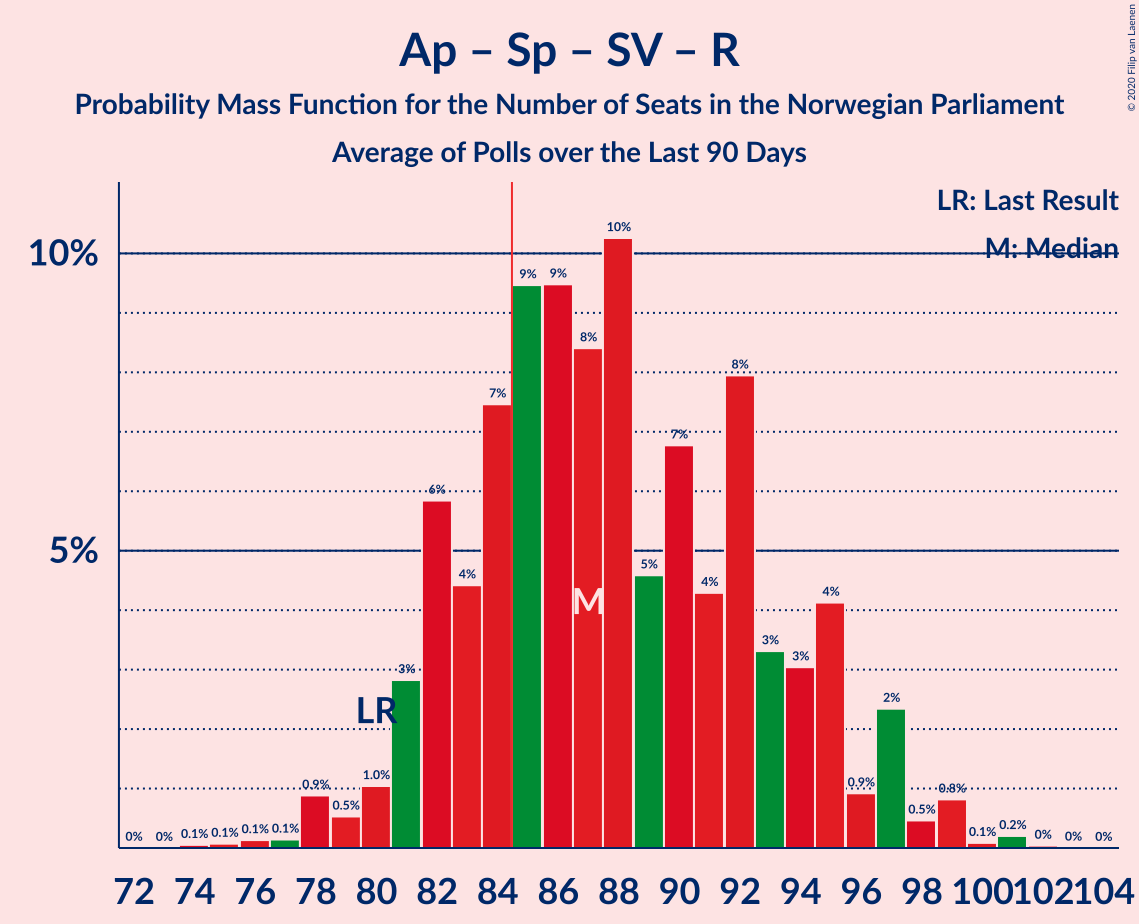 Ap – Sp – SV – R
Probability Mass Function for the Number of Seats in the Norwegian Parliament
Average of Polls over the Last 90 Days
© 2020 Filip van Laenen
LR: Last Result
M: Median
10%
5%
0% 0% 0.1% 0.1% 0.1% 0.1% 0.9% 0.5% 1.0% 3% 6% 4% 7% 9% 9% 8% 10% 5% 7% 4% 8% 3% 3% 4% 0.9% 2% 0.5% 0.8% 0.1% 0.2% 0% 0% 0%
LR
M
72 74 76 78 80 82 84 86 88 90 92 94 96 98 100 102 104